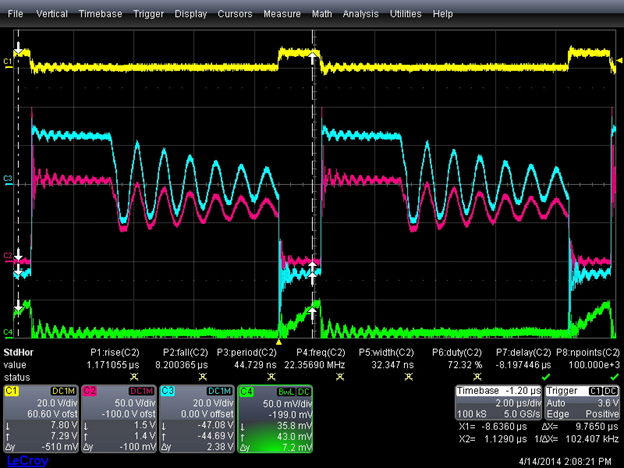 File Vertical Timebase Trigger Display Cursors Measure Math Analysis Utilities Help
C1
C3
C2
C4
StdHor P1:rise(C2) P2:fall(C2) P3:period(C2) P4:freq(C2) P5:width(C2) P6:duty(C2) P7:delay(C2) P8:npoints(C2)
value 1.171055 µs 8.200365 µs 44.729 ns 22.35690 MHz 32.347 ns 72.32 % -8.197446 µs 100.000e+3
status
C1 DC1M C2 DC1M C3 DC1M C4 BwL DC Timebase -1.20 µs Trigger C1 DC
20.0 V/div 50.0 V/div 20.0 V/div 50.0 mV/div 2.00 µs/div Auto 3.6 V
60.60 V ofst -100.0 V ofst 0.00 V offset -199.0 mV 100 kS 5.0 GS/s Edge Positive
7.80 V 1.5 V -47.08 V 35.8 mV X1= -8.6360 µs ΔX= 9.7650 µs
7.29 V 1.4 V -44.69 V 43.0 mV X2= 1.1290 µs 1/ΔX= 102.407 kHz
Δy -510 mV Δy -100 mV Δy 2.38 V Δy 7.2 mV
LeCroy 4/14/2014 2:08:21 PM